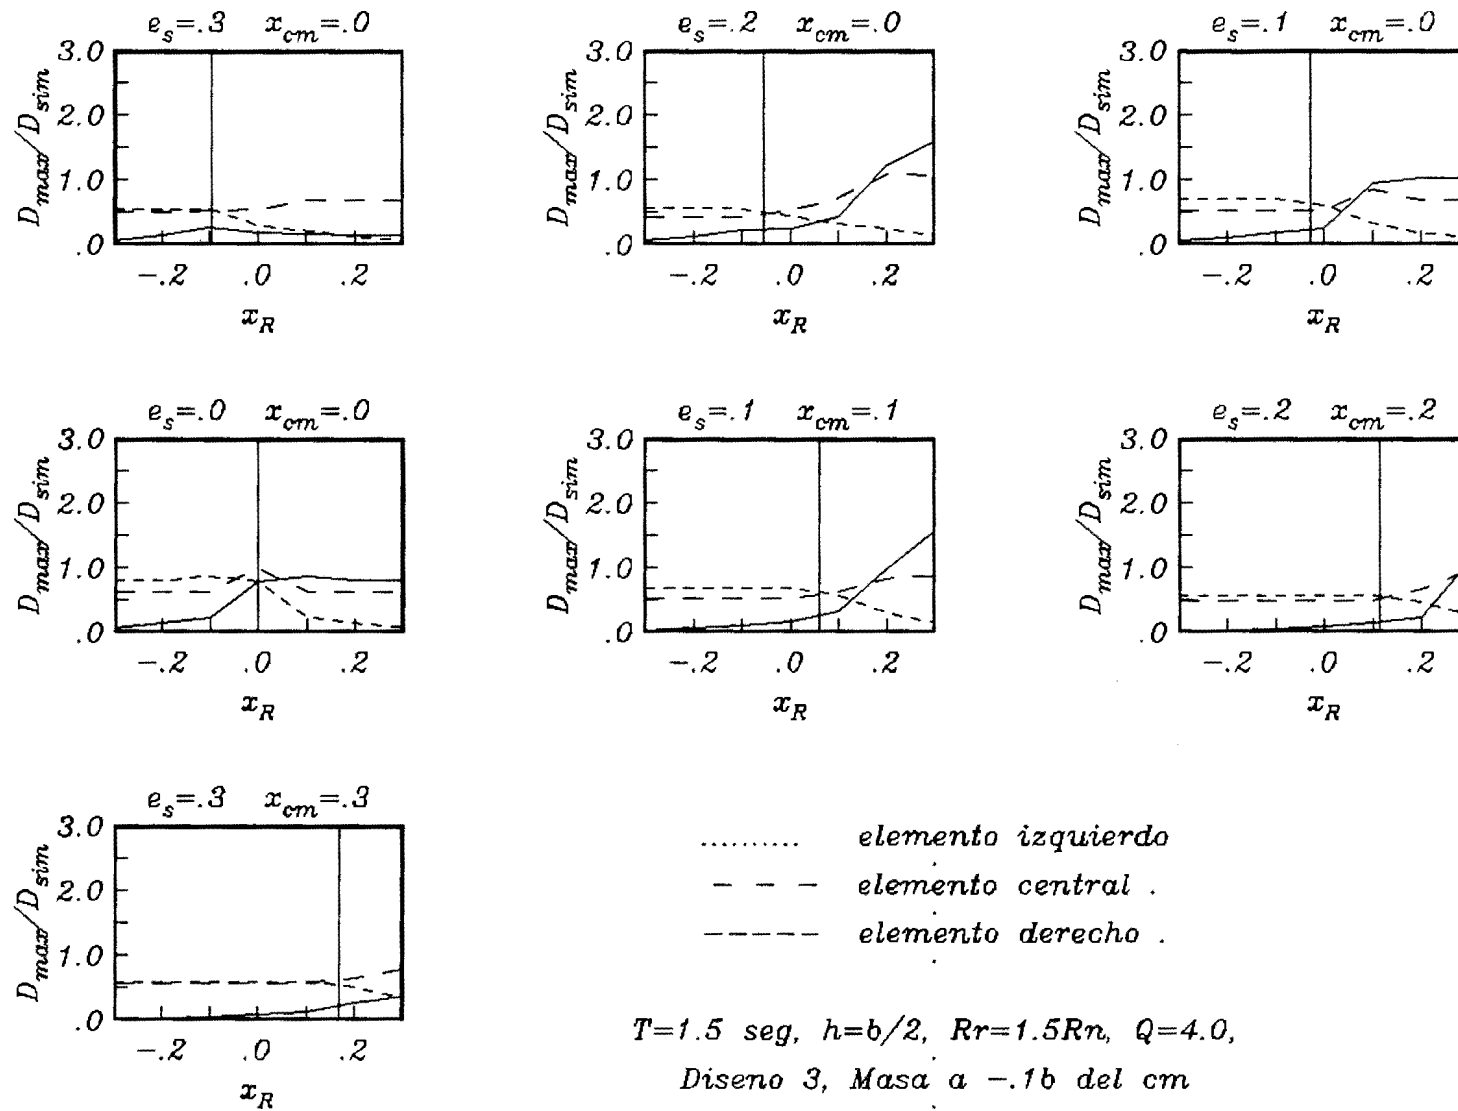 e_s=.3 x_cm=.0
e_s=.2 x_cm=.0
e_s=.1 x_cm=.0
D_max/D_sim
3.0
2.0
1.0
.0
-.2 .0 .2
x_R
D_max/D_sim
3.0
2.0
1.0
.0
-.2 .0 .2
x_R
D_max/D_sim
3.0
2.0
1.0
.0
-.2 .0 .2
x_R
e_s=.0 x_cm=.0
e_s=.1 x_cm=.1
e_s=.2 x_cm=.2
D_max/D_sim
3.0
2.0
1.0
.0
-.2 .0 .2
x_R
D_max/D_sim
3.0
2.0
1.0
.0
-.2 .0 .2
x_R
D_max/D_sim
3.0
2.0
1.0
.0
-.2 .0 .2
x_R
e_s=.3 x_cm=.3
D_max/D_sim
3.0
2.0
1.0
.0
-.2 .0 .2
x_R
elemento izquierdo
elemento central .
elemento derecho .
T=1.5 seg, h=b/2, Rr=1.5Rn, Q=4.0,
Diseno 3, Masa a -.1b del cm